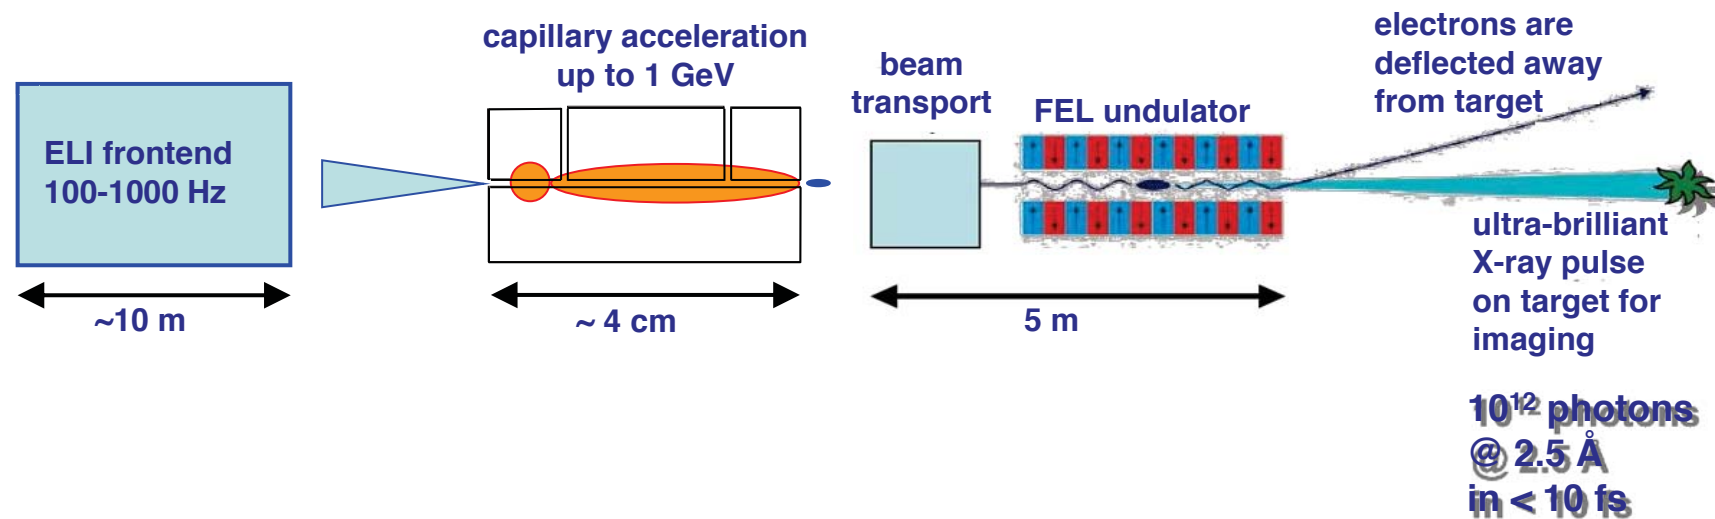 ELI frontend
100-1000 Hz
~10 m
capillary acceleration
up to 1 GeV
~ 4 cm
beam
transport
FEL undulator
5 m
electrons are
deflected away
from target
ultra-brilliant
X-ray pulse
on target for
imaging
10¹² photons
@ 2.5 Å
in < 10 fs